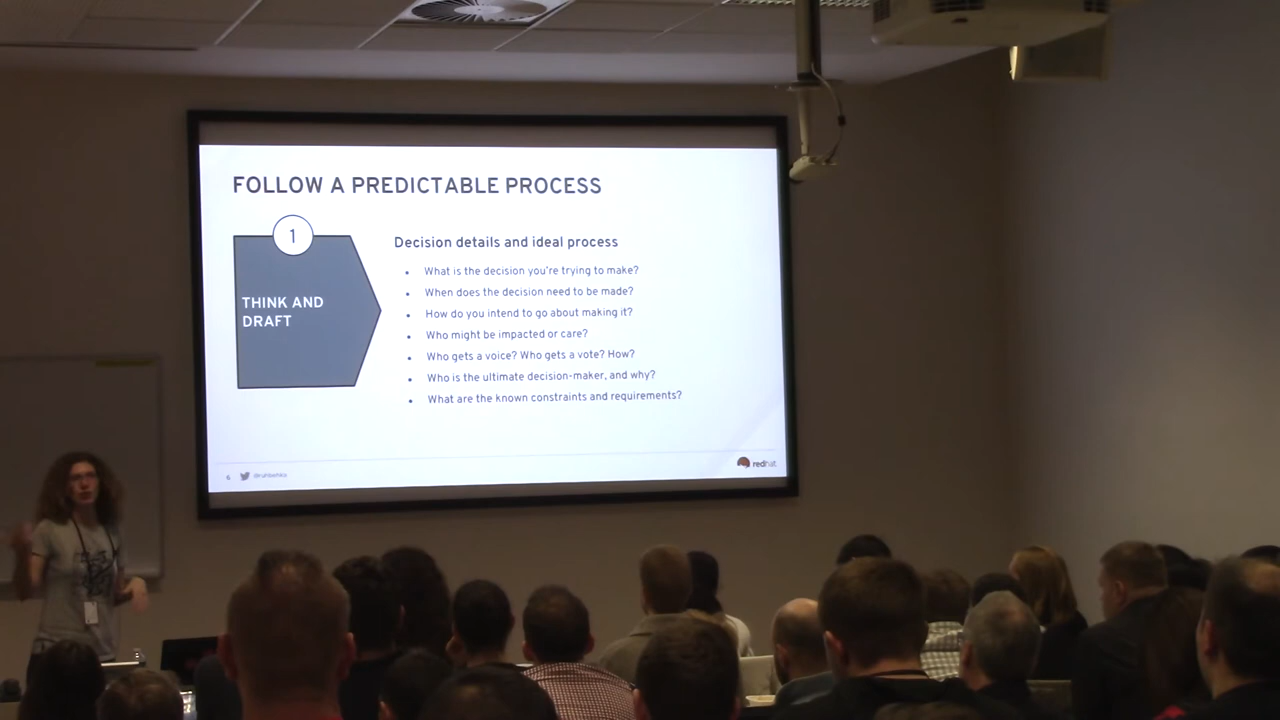 FOLLOW A PREDICTABLE PROCESS
1
THINK AND
DRAFT
Decision details and ideal process
• What is the decision you're trying to make?
• When does the decision need to be made?
• How do you intend to go about making it?
• Who might be impacted or care?
• Who gets a voice? Who gets a vote? How?
• Who is the ultimate decision-maker, and why?
• What are the known constraints and requirements?
redhat